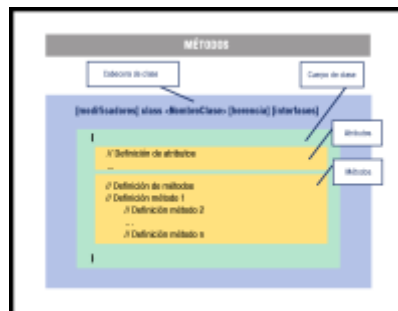 MÉTODOS
Cabecera de clase
Cuerpo de clase
[modificadores] class <NombreClase> [herencia] [interfaces]
Atributos
{
// Definición de atributos
...
Métodos
// Definición de métodos
// Definición método 1
// Definición método 2
...
// Definición método n
}